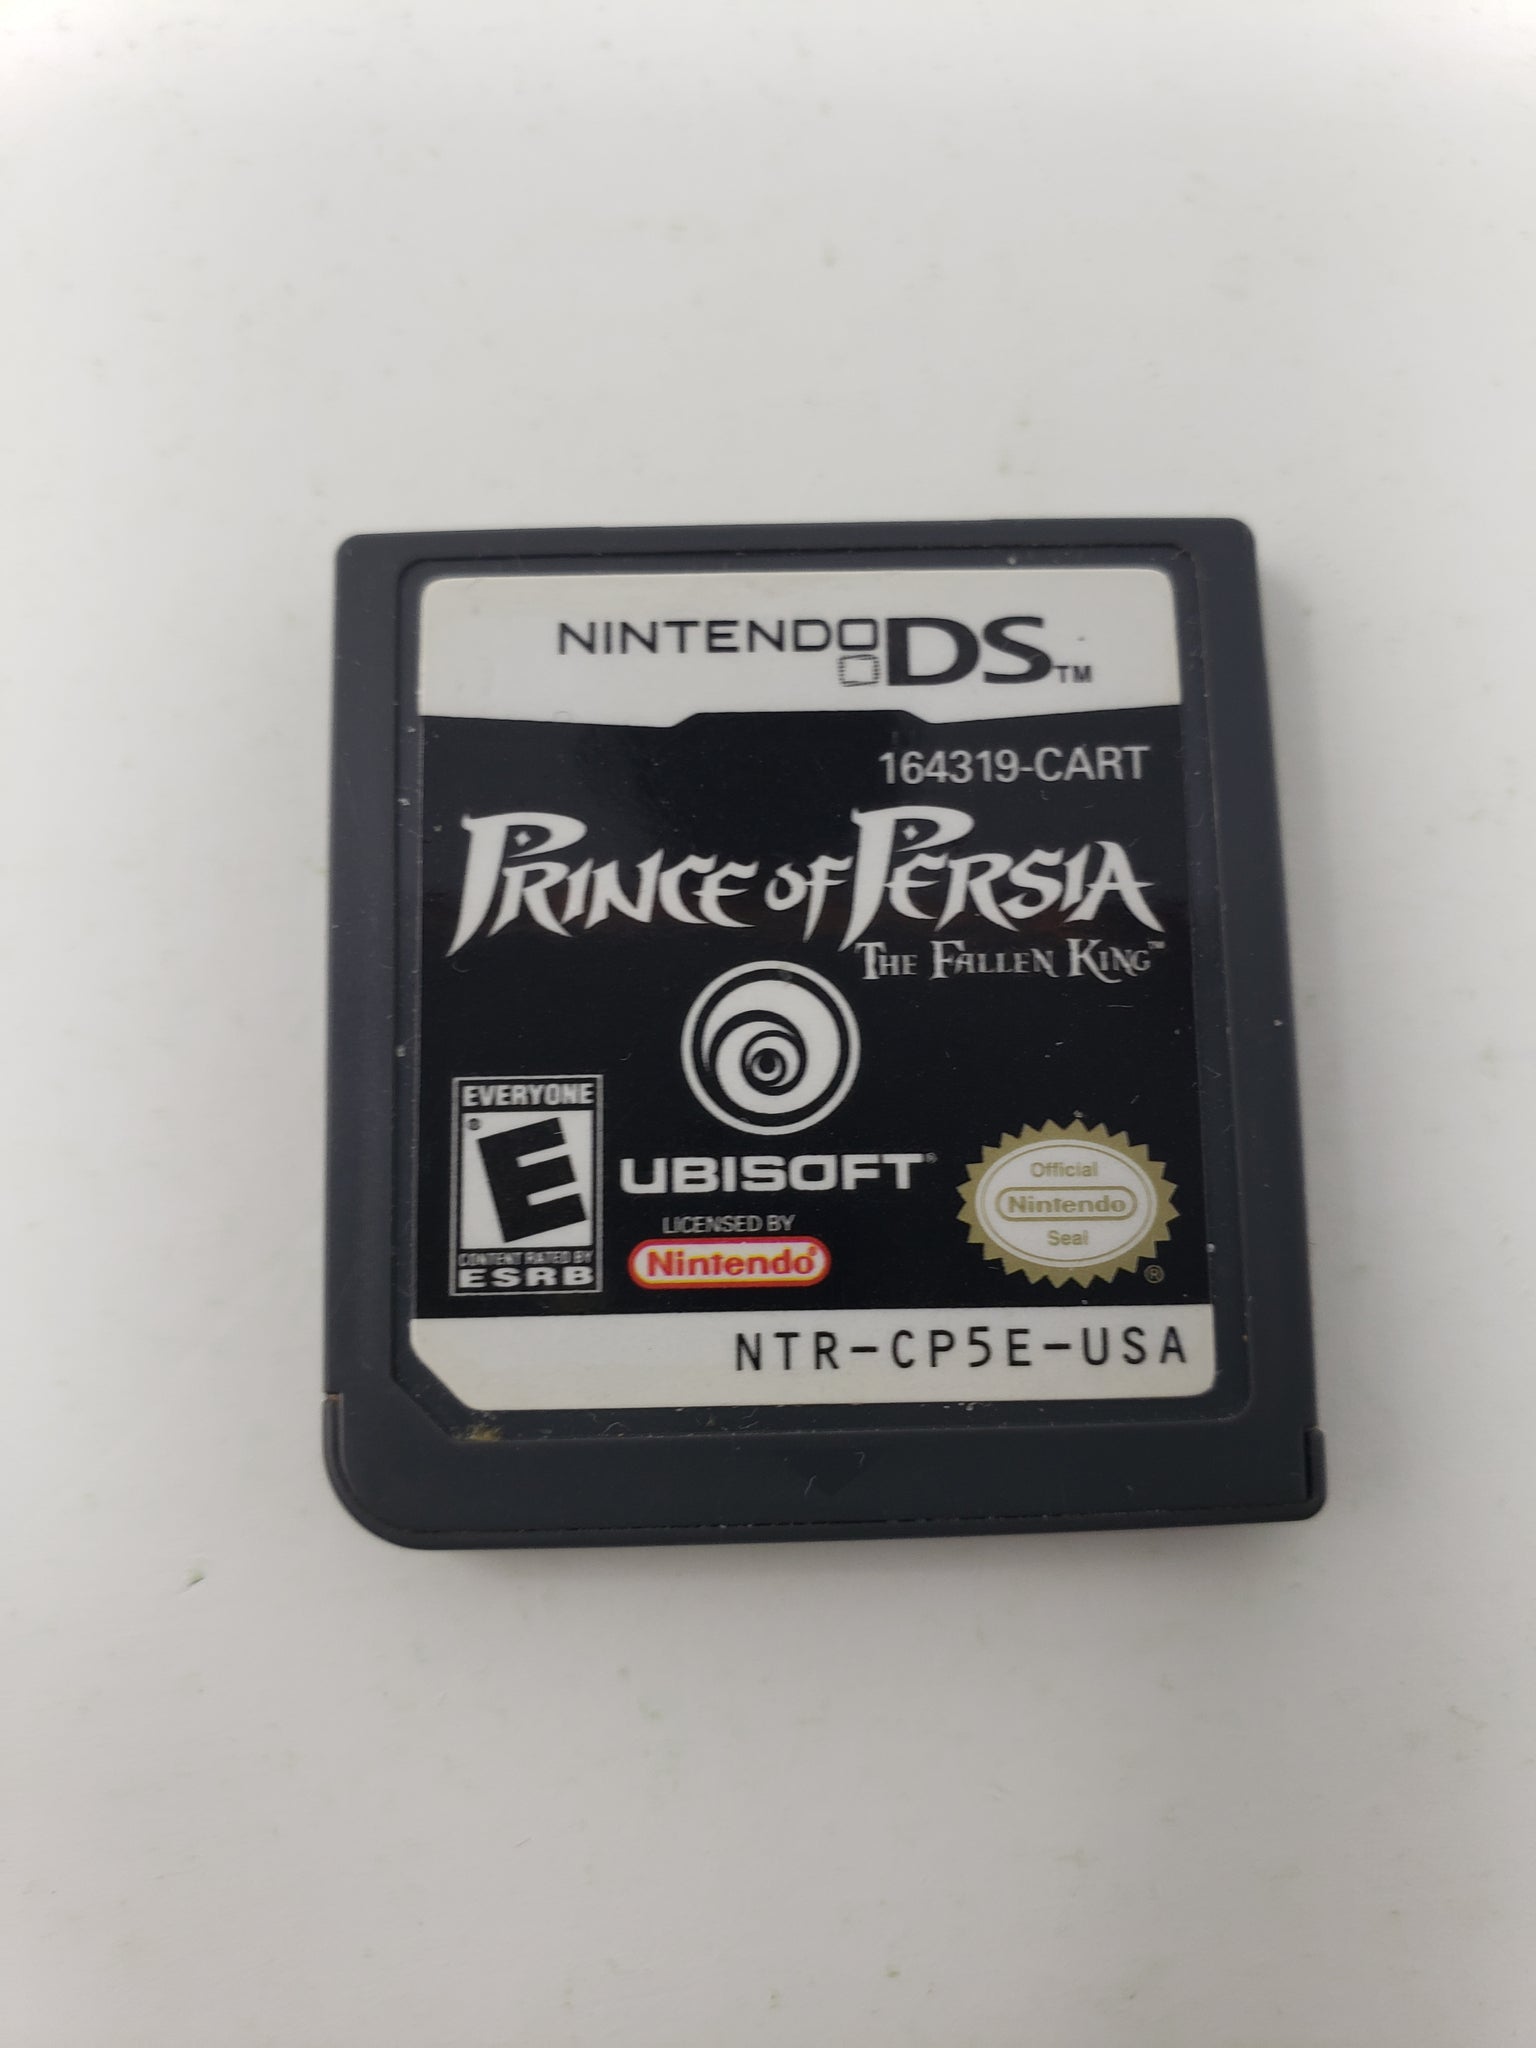 NINTENDO DS™
164319-CART
PRINCE OF PERSIA
THE FALLEN KING™
EVERYONE
E®
CONTENT RATED BY
ESRB
UBISOFT®
LICENSED BY
Nintendo®
Official
Nintendo
Seal
®
NTR-CP5E-USA